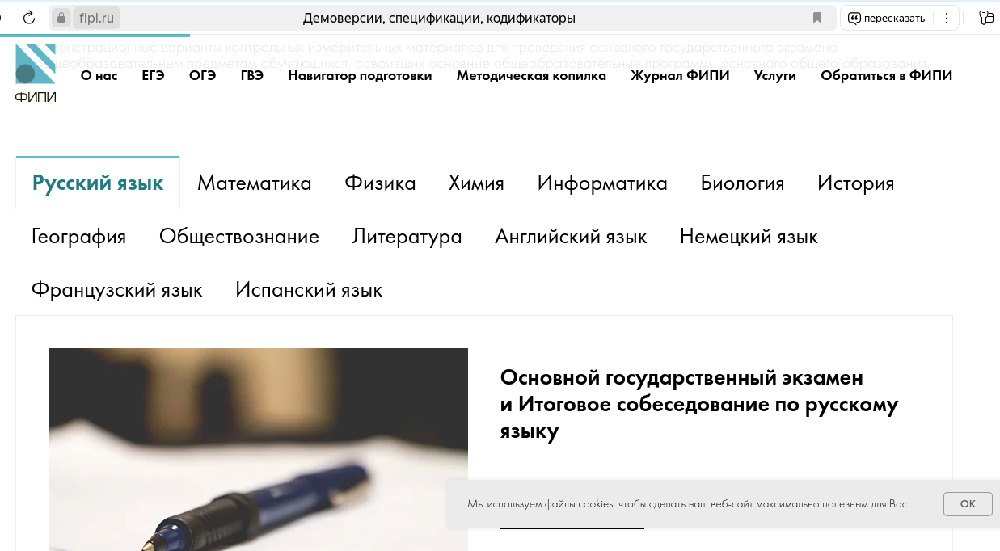 fipi.ru
Демоверсии, спецификации, кодификаторы
пересказать
демонстрационные варианты контрольных измерительных материалов для проведения основного государственного экзамена
общеобразовательным предметам обучающихся, освоивших основные общеобразовательные программы основного общего образования.
ФИПИ
О нас ЕГЭ ОГЭ ГВЭ Навигатор подготовки Методическая копилка Журнал ФИПИ Услуги Обратиться в ФИПИ
Русский язык Математика Физика Химия Информатика Биология История
География Обществознание Литература Английский язык Немецкий язык
Французский язык Испанский язык
Основной государственный экзамен
и Итоговое собеседование по русскому
языку
Мы используем файлы cookies, чтобы сделать наш веб-сайт максимально полезным для Вас.
OK